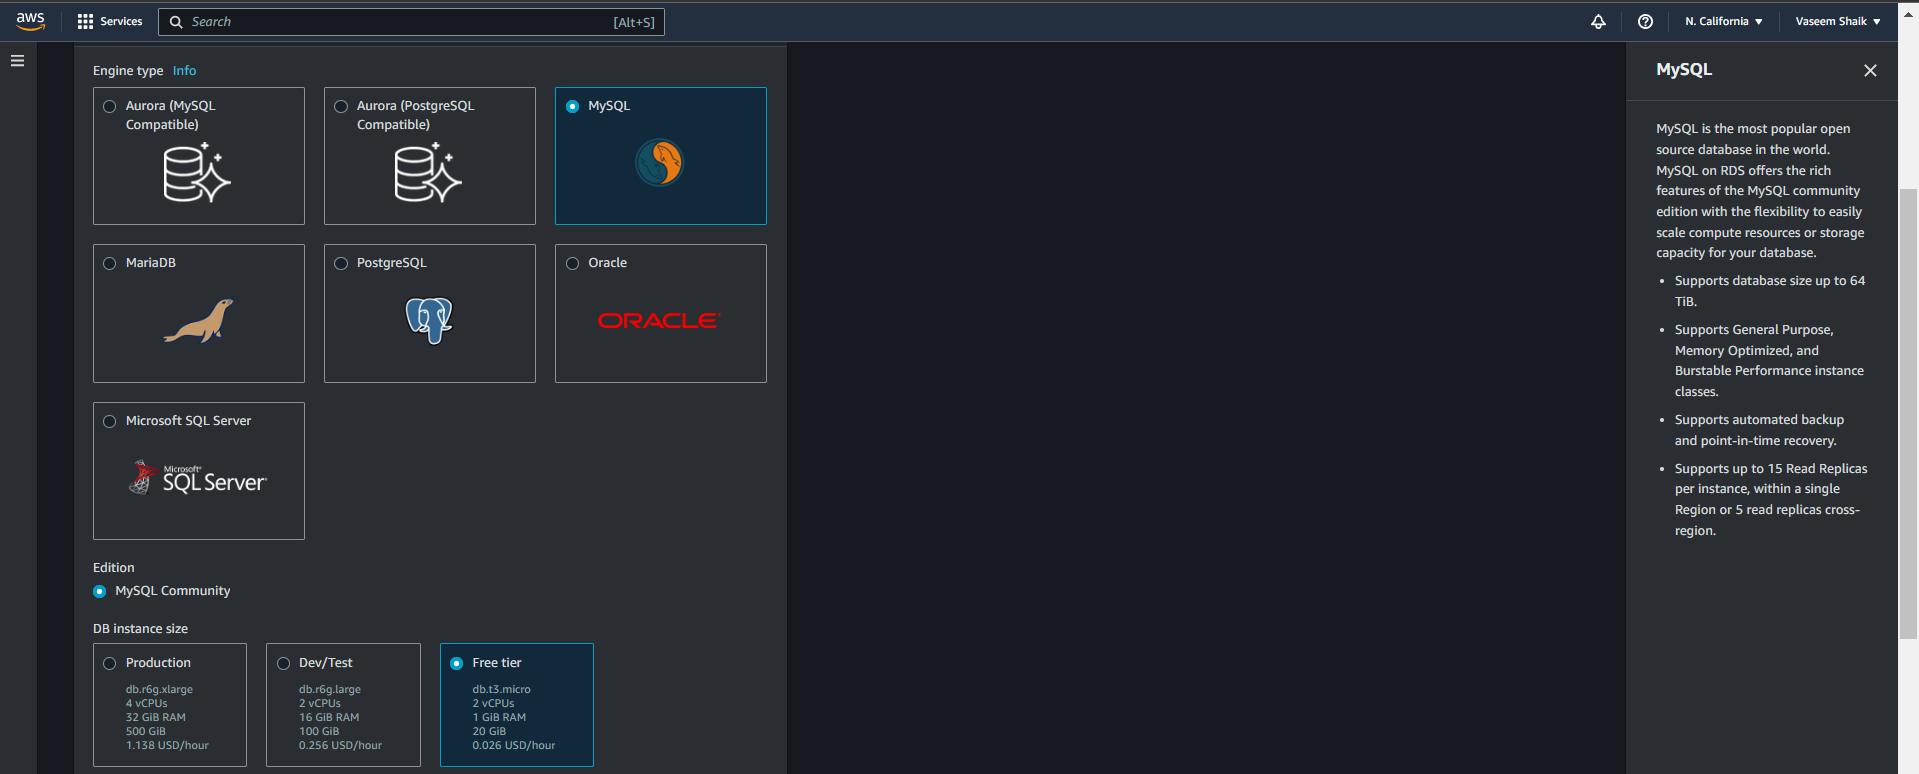 aws
Services
Search
[Alt+S]
N. California
Vaseem Shaik
Engine type Info
Aurora (MySQL
Compatible)
Aurora (PostgreSQL
Compatible)
MySQL
MariaDB
PostgreSQL
Oracle
ORACLE
Microsoft SQL Server
Microsoft
SQL Server
Edition
MySQL Community
DB instance size
Production
db.r6g.xlarge
4 vCPUs
32 GiB RAM
500 GiB
1.138 USD/hour
Dev/Test
db.r6g.large
2 vCPUs
16 GiB RAM
100 GiB
0.256 USD/hour
Free tier
db.t3.micro
2 vCPUs
1 GiB RAM
20 GiB
0.026 USD/hour
MySQL
MySQL is the most popular open
source database in the world.
MySQL on RDS offers the rich
features of the MySQL community
edition with the flexibility to easily
scale compute resources or storage
capacity for your database.
• Supports database size up to 64
TiB.
• Supports General Purpose,
Memory Optimized, and
Burstable Performance instance
classes.
• Supports automated backup
and point-in-time recovery.
• Supports up to 15 Read Replicas
per instance, within a single
Region or 5 read replicas cross-
region.